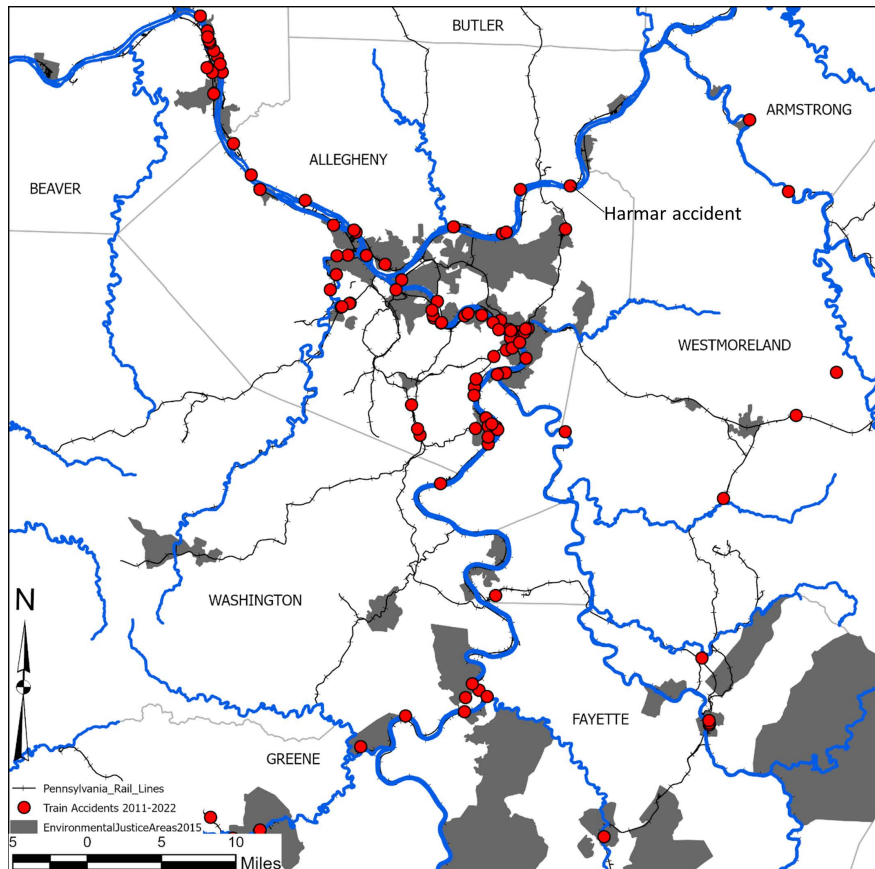 BUTLER
ARMSTRONG
ALLEGHENY
BEAVER
Harmar accident
WESTMORELAND
N
WASHINGTON
FAYETTE
GREENE
Pennsylvania_Rail_Lines
Train Accidents 2011-2022
EnvironmentalJusticeAreas2015
5 0 5 10
Miles